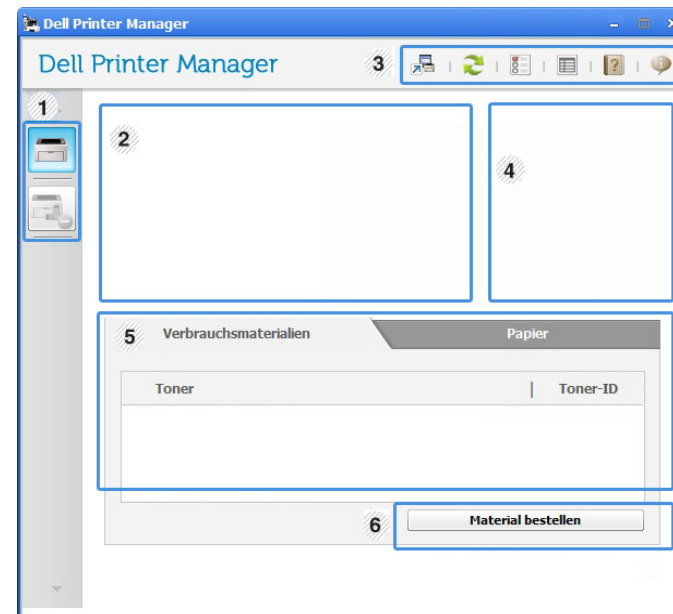 Dell Printer Manager
Dell Printer Manager
3
1
2
4
5 Verbrauchsmaterialien Papier
Toner | Toner-ID
6 Material bestellen